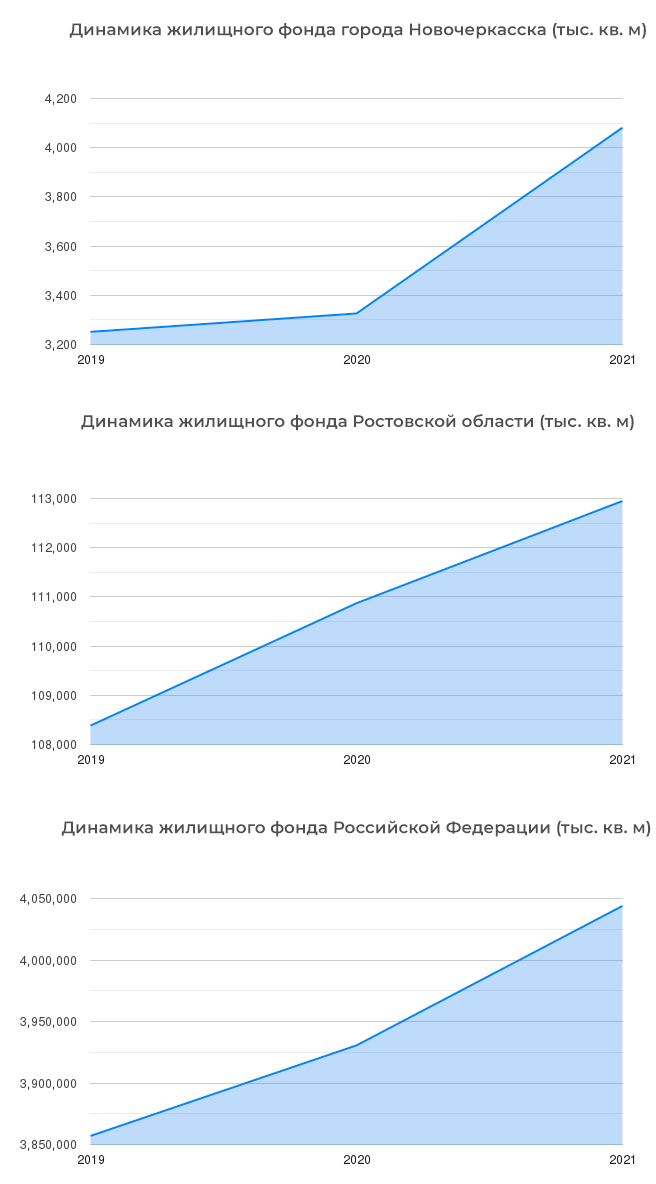 Динамика жилищного фонда города Новочеркасска (тыс. кв. м)
4,200
4,000
3,800
3,600
3,400
3,200
2019 2020 2021
Динамика жилищного фонда Ростовской области (тыс. кв. м)
113,000
112,000
111,000
110,000
109,000
108,000
2019 2020 2021
Динамика жилищного фонда Российской Федерации (тыс. кв. м)
4,050,000
4,000,000
3,950,000
3,900,000
3,850,000
2019 2020 2021